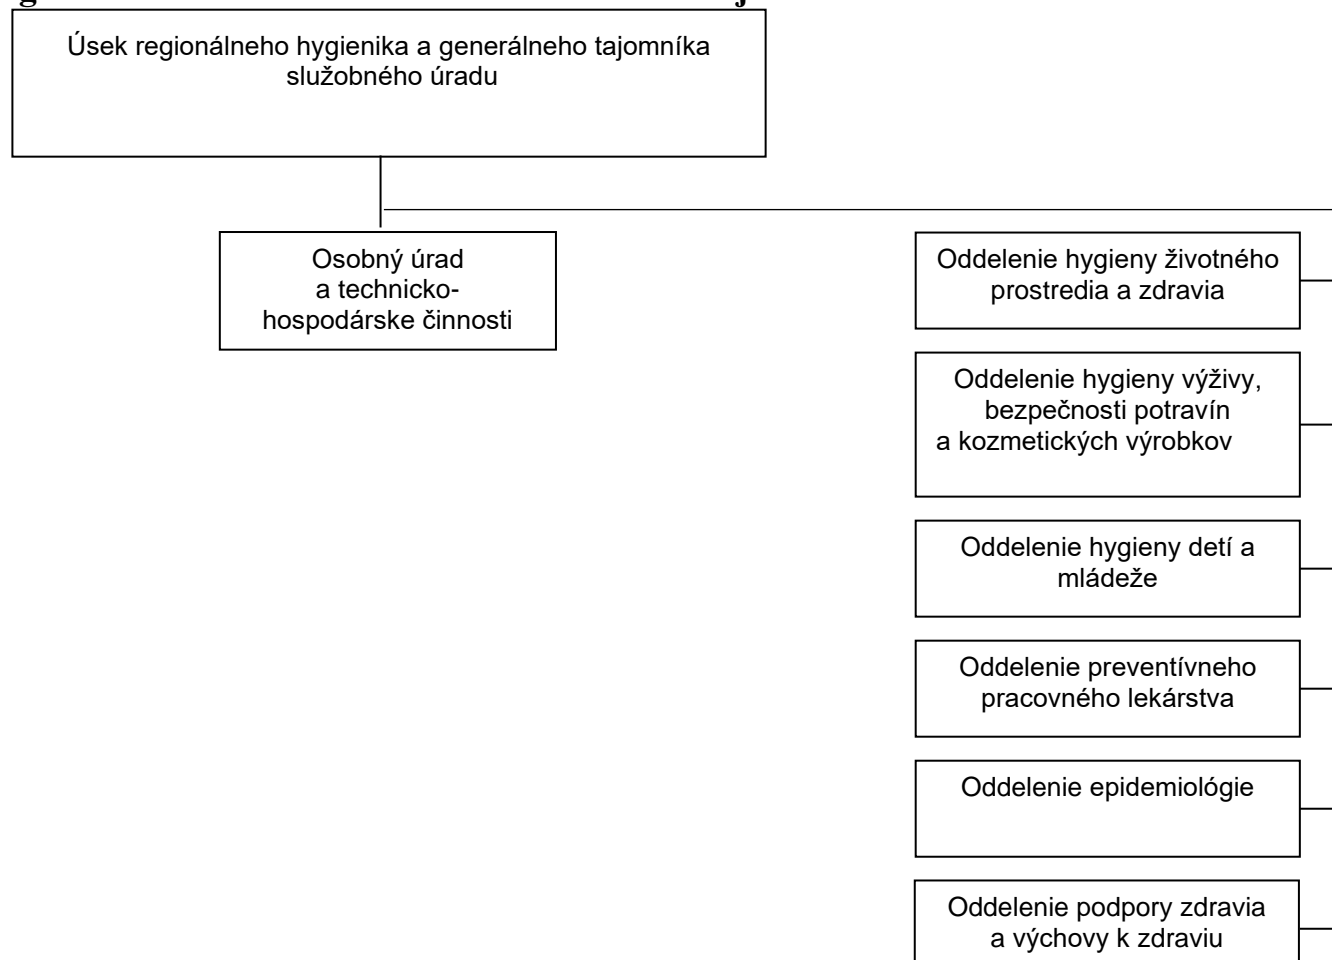 Úsek regionálneho hygienika a generálneho tajomníka
služobného úradu
Osobný úrad
a technicko-
hospodárske činnosti
Oddelenie hygieny životného
prostredia a zdravia
Oddelenie hygieny výživy,
bezpečnosti potravín
a kozmetických výrobkov
Oddelenie hygieny detí a
mládeže
Oddelenie preventívneho
pracovného lekárstva
Oddelenie epidemiológie
Oddelenie podpory zdravia
a výchovy k zdraviu